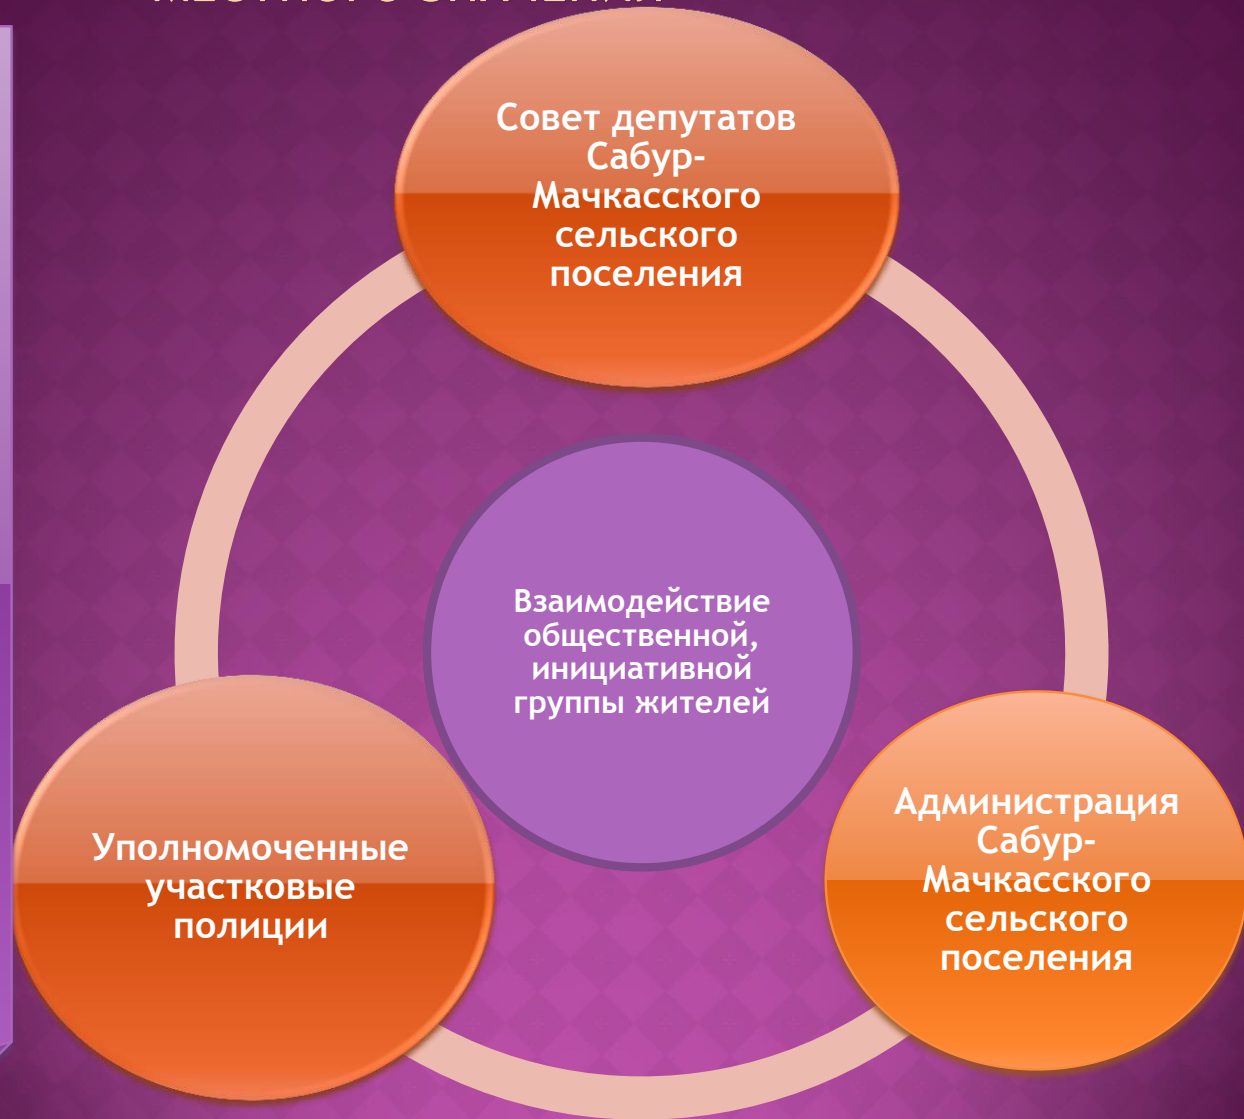 Совет депутатов
Сабур-
Мачкасского
сельского
поселения
Взаимодействие
общественной,
инициативной
группы жителей
Уполномоченные
участковые
полиции
Администрация
Сабур-
Мачкасского
сельского
поселения